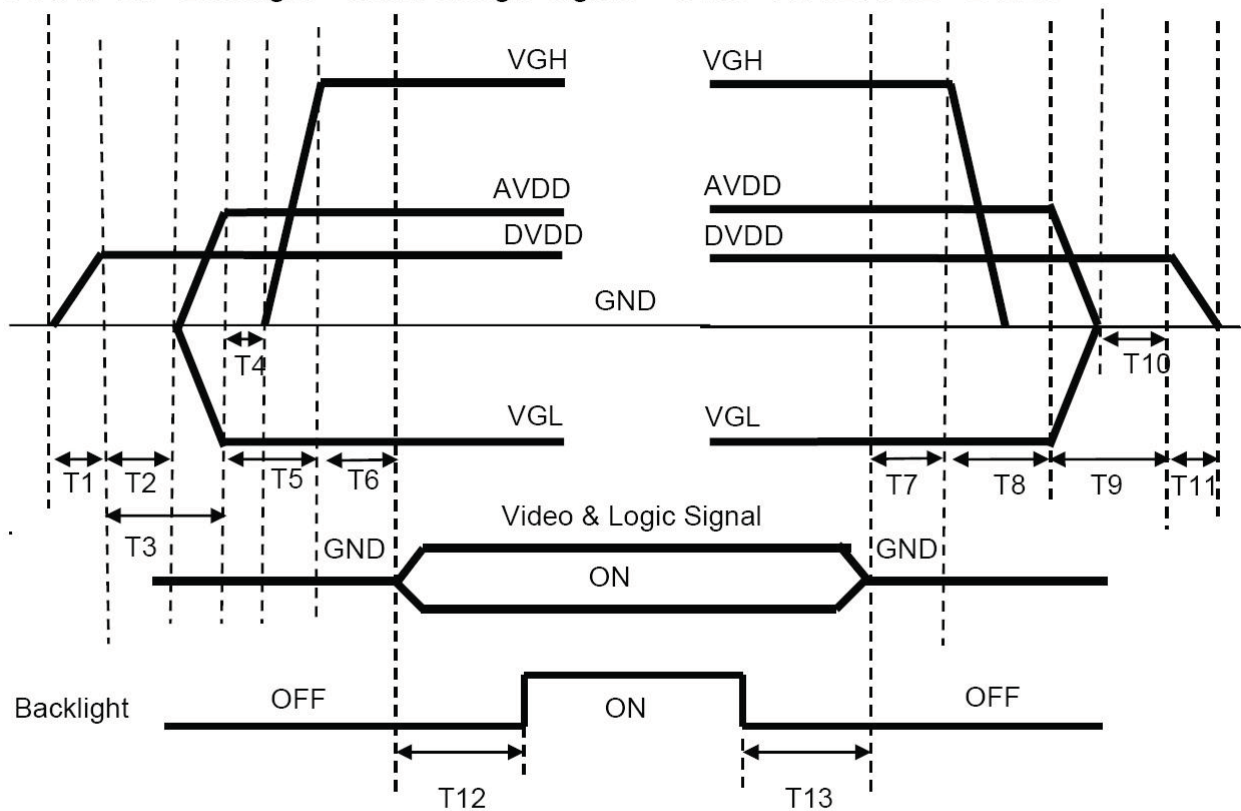 VGH
VGH
AVDD
AVDD
DVDD
DVDD
GND
T4
T10
VGL
VGL
T1
T2
T5
T6
T7
T8
T9
T11
T3
Video & Logic Signal
GND
GND
ON
Backlight
OFF
ON
OFF
T12
T13